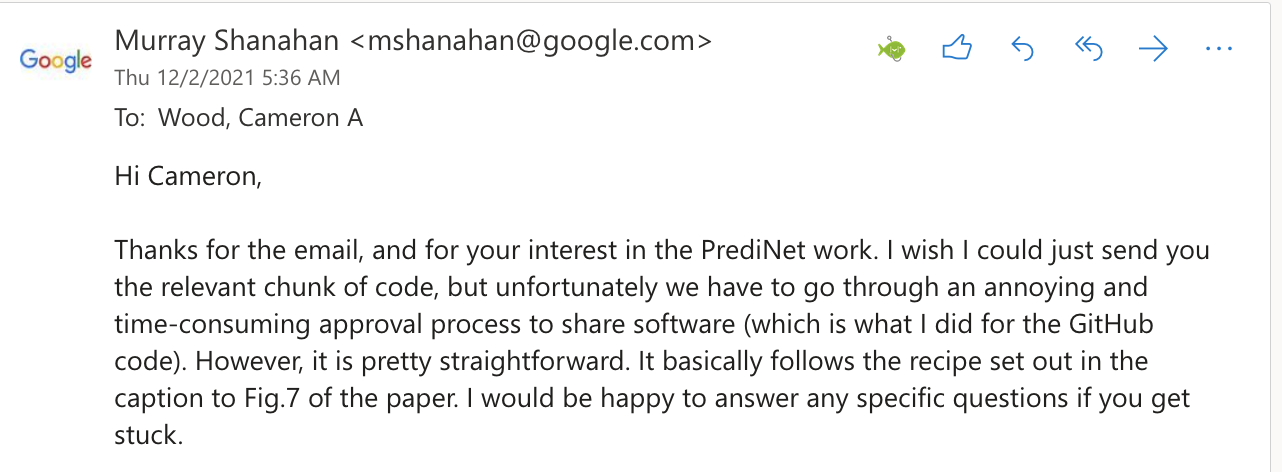 Google
Murray Shanahan <mshanahan@google.com>
Thu 12/2/2021 5:36 AM
To: Wood, Cameron A
Hi Cameron,
Thanks for the email, and for your interest in the PrediNet work. I wish I could just send you
the relevant chunk of code, but unfortunately we have to go through an annoying and
time-consuming approval process to share software (which is what I did for the GitHub
code). However, it is pretty straightforward. It basically follows the recipe set out in the
caption to Fig.7 of the paper. I would be happy to answer any specific questions if you get
stuck.